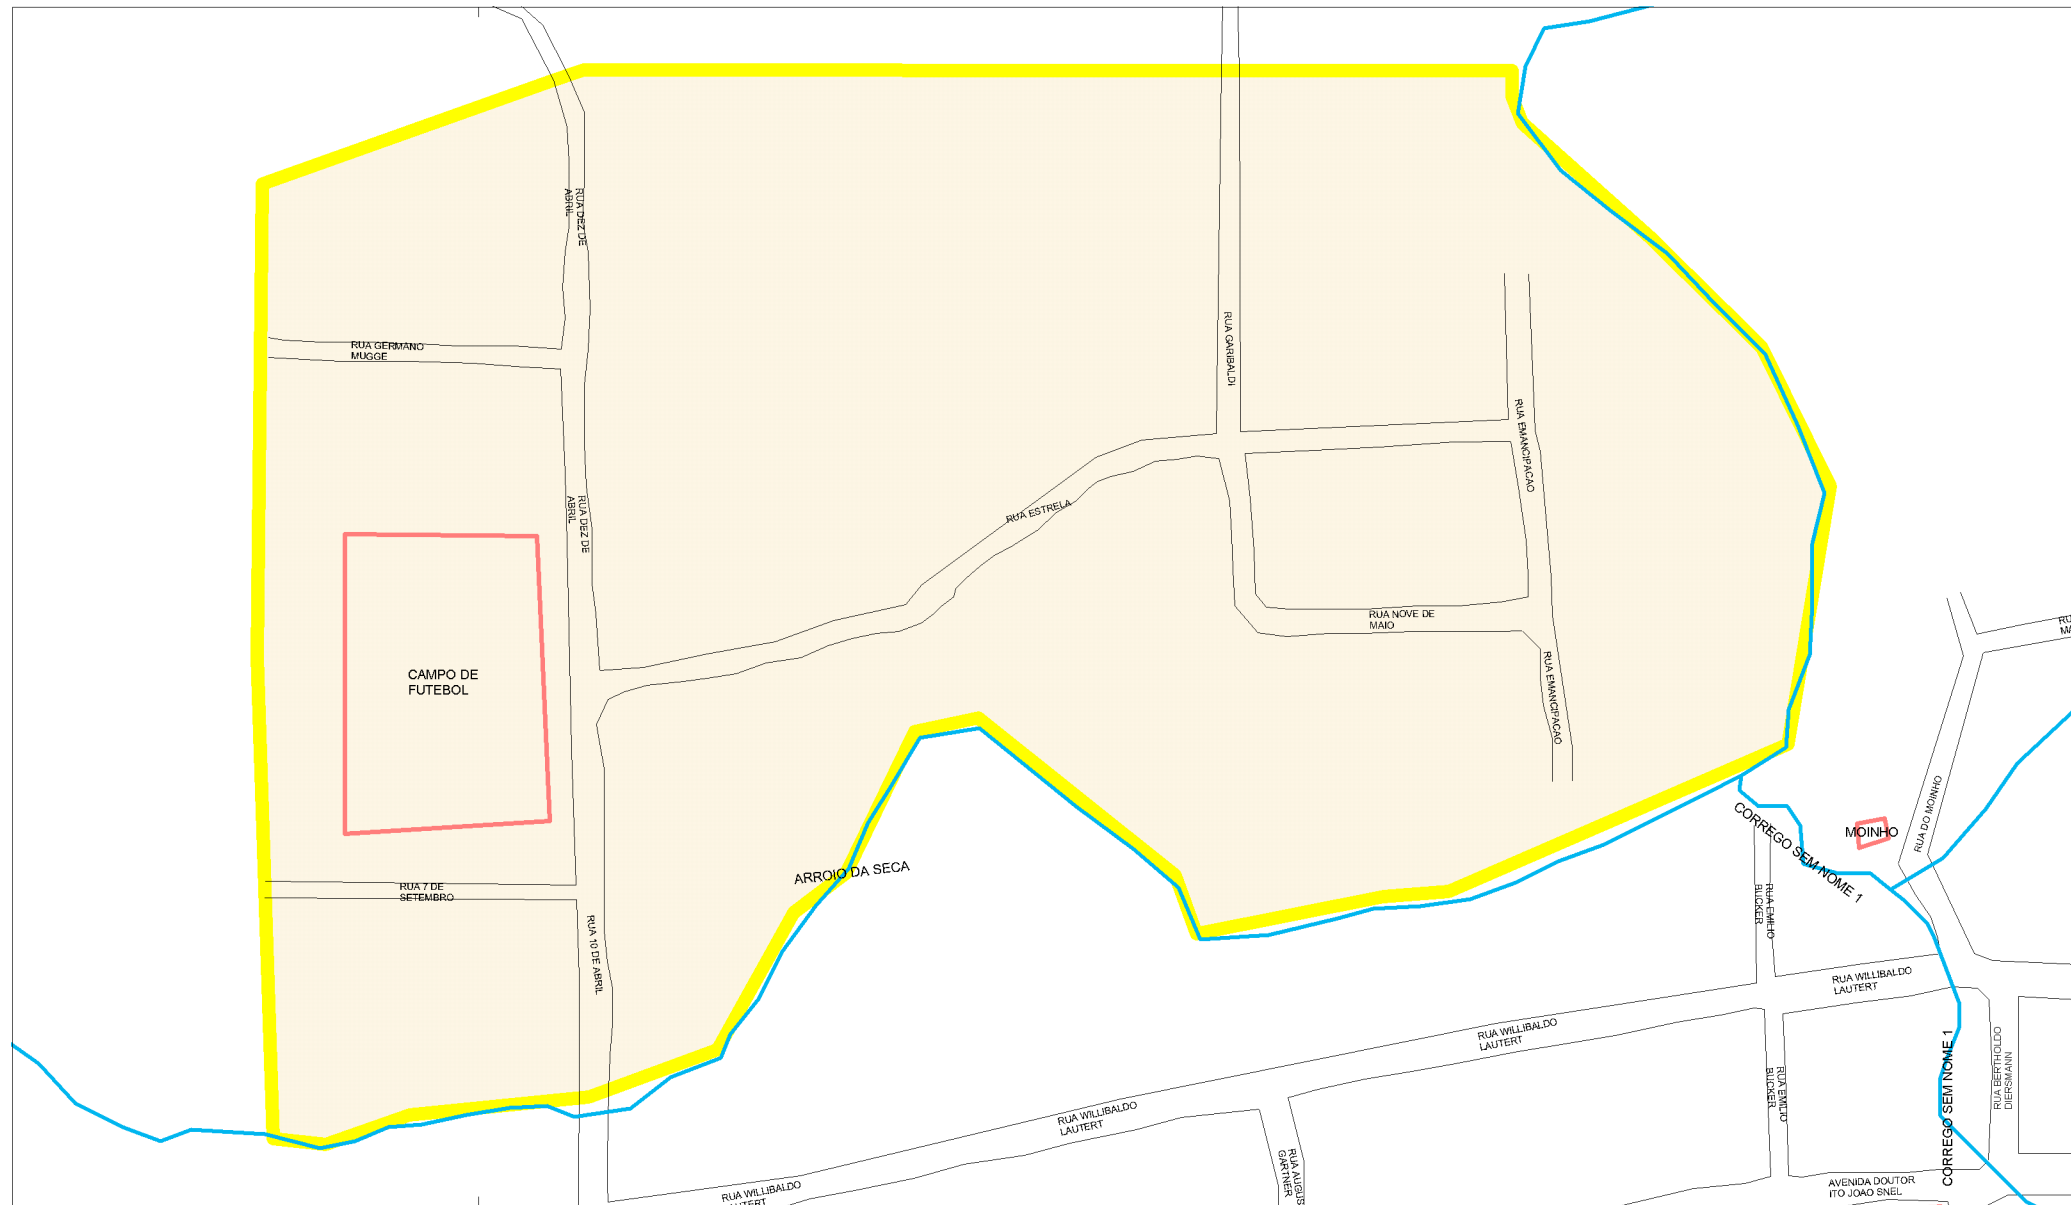 RUA DEZ DE
ABRIL
RUA GERMANO
MUGGE
RUA GARIBALDI
RUA EMANCIPACAO
RUA DEZ DE
ABRIL
RUA ESTRELA
RUA NOVE DE
MAIO
RUA EMANCIPACAO
CAMPO DE
FUTEBOL
RUA 7 DE
SETEMBRO
RUA 10 DE ABRIL
ARROIO DA SECA
CORREGO SEM NOME 1
MOINHO
RUA DO MOINHO
RUA EMILIO
BUCKER
RUA WILLIBALDO
LAUTERT
RUA WILLIBALDO
LAUTERT
RUA EMILIO
BUCKER
RUA BERTHOLDO
DIERSMANN
CORREGO SEM NOME 1
RUA WILLIBALDO
LAUTERT
RUA AUGUS
GARTNER
RUA WILLIBALDO
AVENIDA DOUTOR
ITO JOAO SNEL